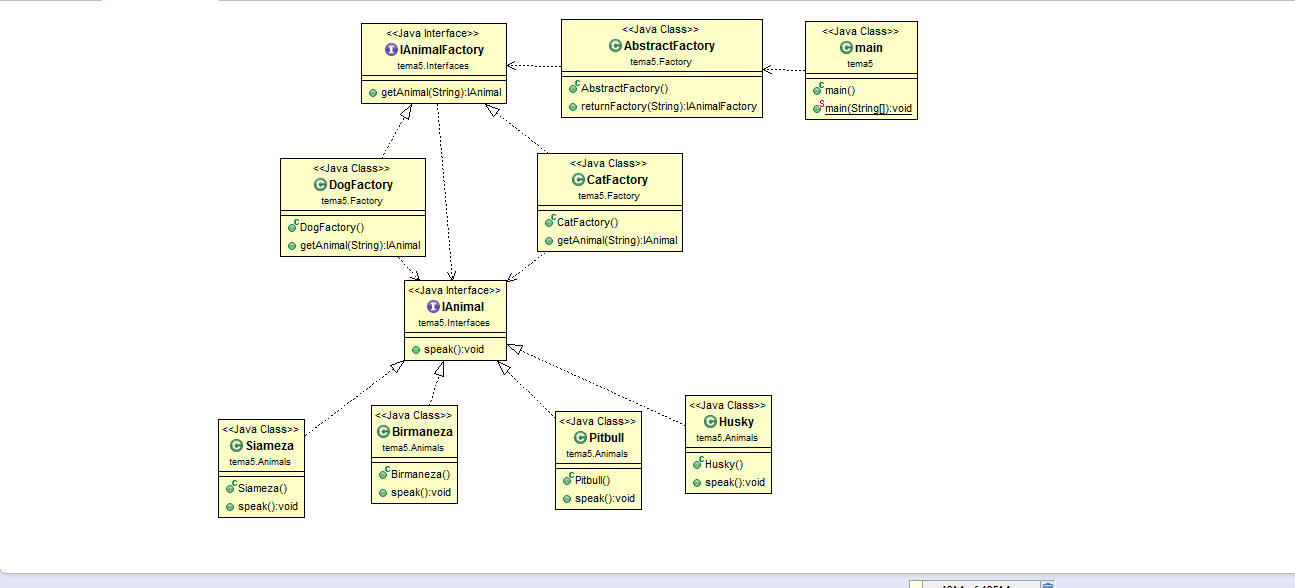 <<Java Interface>>
IAnimalFactory
tema5.Interfaces
getAnimal(String):IAnimal
<<Java Class>>
AbstractFactory
tema5.Factory
AbstractFactory()
returnFactory(String):IAnimalFactory
<<Java Class>>
main
tema5
main()
main(String[]):void
<<Java Class>>
DogFactory
tema5.Factory
DogFactory()
getAnimal(String):IAnimal
<<Java Class>>
CatFactory
tema5.Factory
CatFactory()
getAnimal(String):IAnimal
<<Java Interface>>
IAnimal
tema5.Interfaces
speak():void
<<Java Class>>
Siameza
tema5.Animals
Siameza()
speak():void
<<Java Class>>
Birmaneza
tema5.Animals
Birmaneza()
speak():void
<<Java Class>>
Pitbull
tema5.Animals
Pitbull()
speak():void
<<Java Class>>
Husky
tema5.Animals
Husky()
speak():void